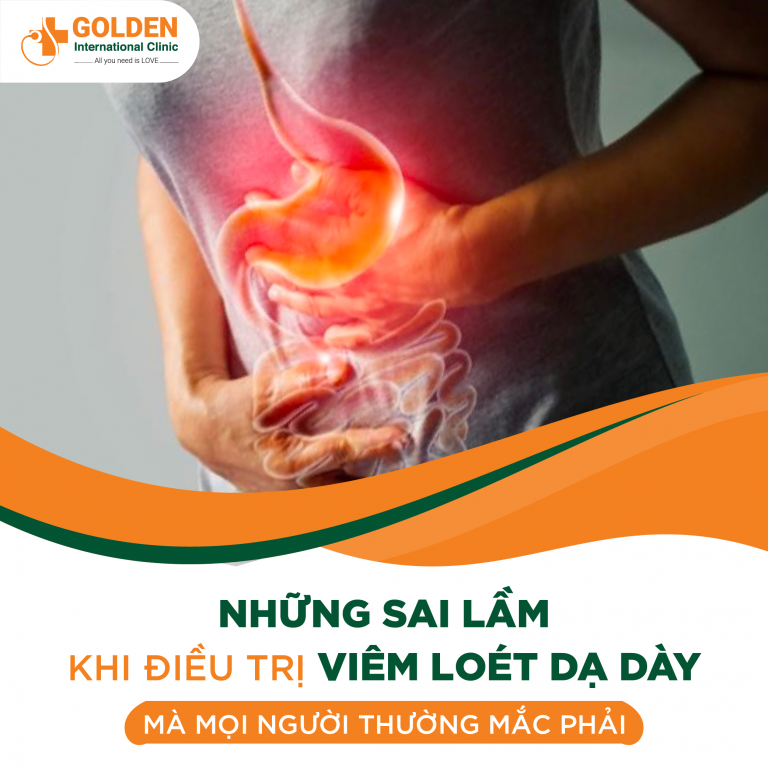 GOLDEN
International Clinic
All you need is LOVE
NHỮNG SAI LẦM
KHI ĐIỀU TRỊ VIÊM LOÉT DẠ DÀY
MÀ MỌI NGƯỜI THƯỜNG MẮC PHẢI